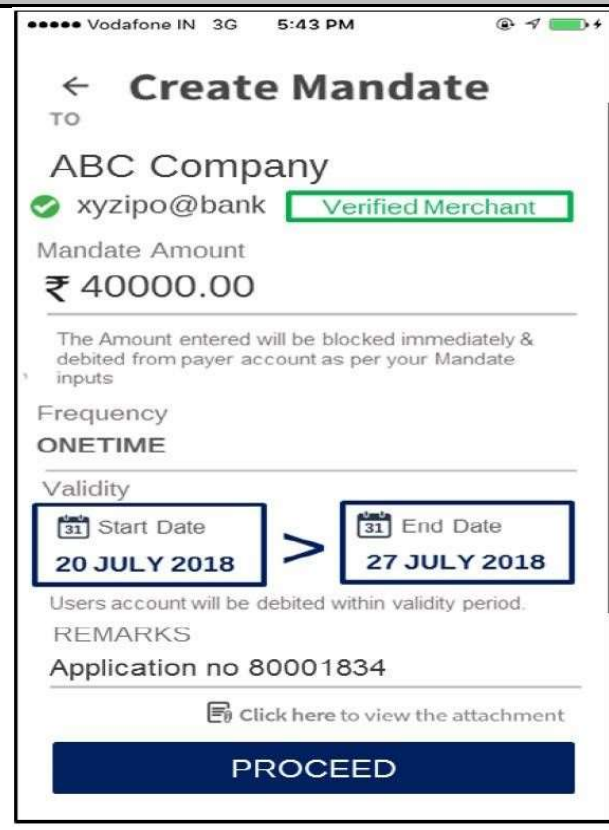 Vodafone IN 3G 5:43 PM
← Create Mandate
TO
ABC Company
xyzipo@bank Verified Merchant
Mandate Amount
₹ 40000.00
The Amount entered will be blocked immediately &
debited from payer account as per your Mandate
inputs
Frequency
ONETIME
Validity
31 Start Date > 31 End Date
20 JULY 2018 27 JULY 2018
Users account will be debited within validity period.
REMARKS
Application no 80001834
Click here to view the attachment
PROCEED